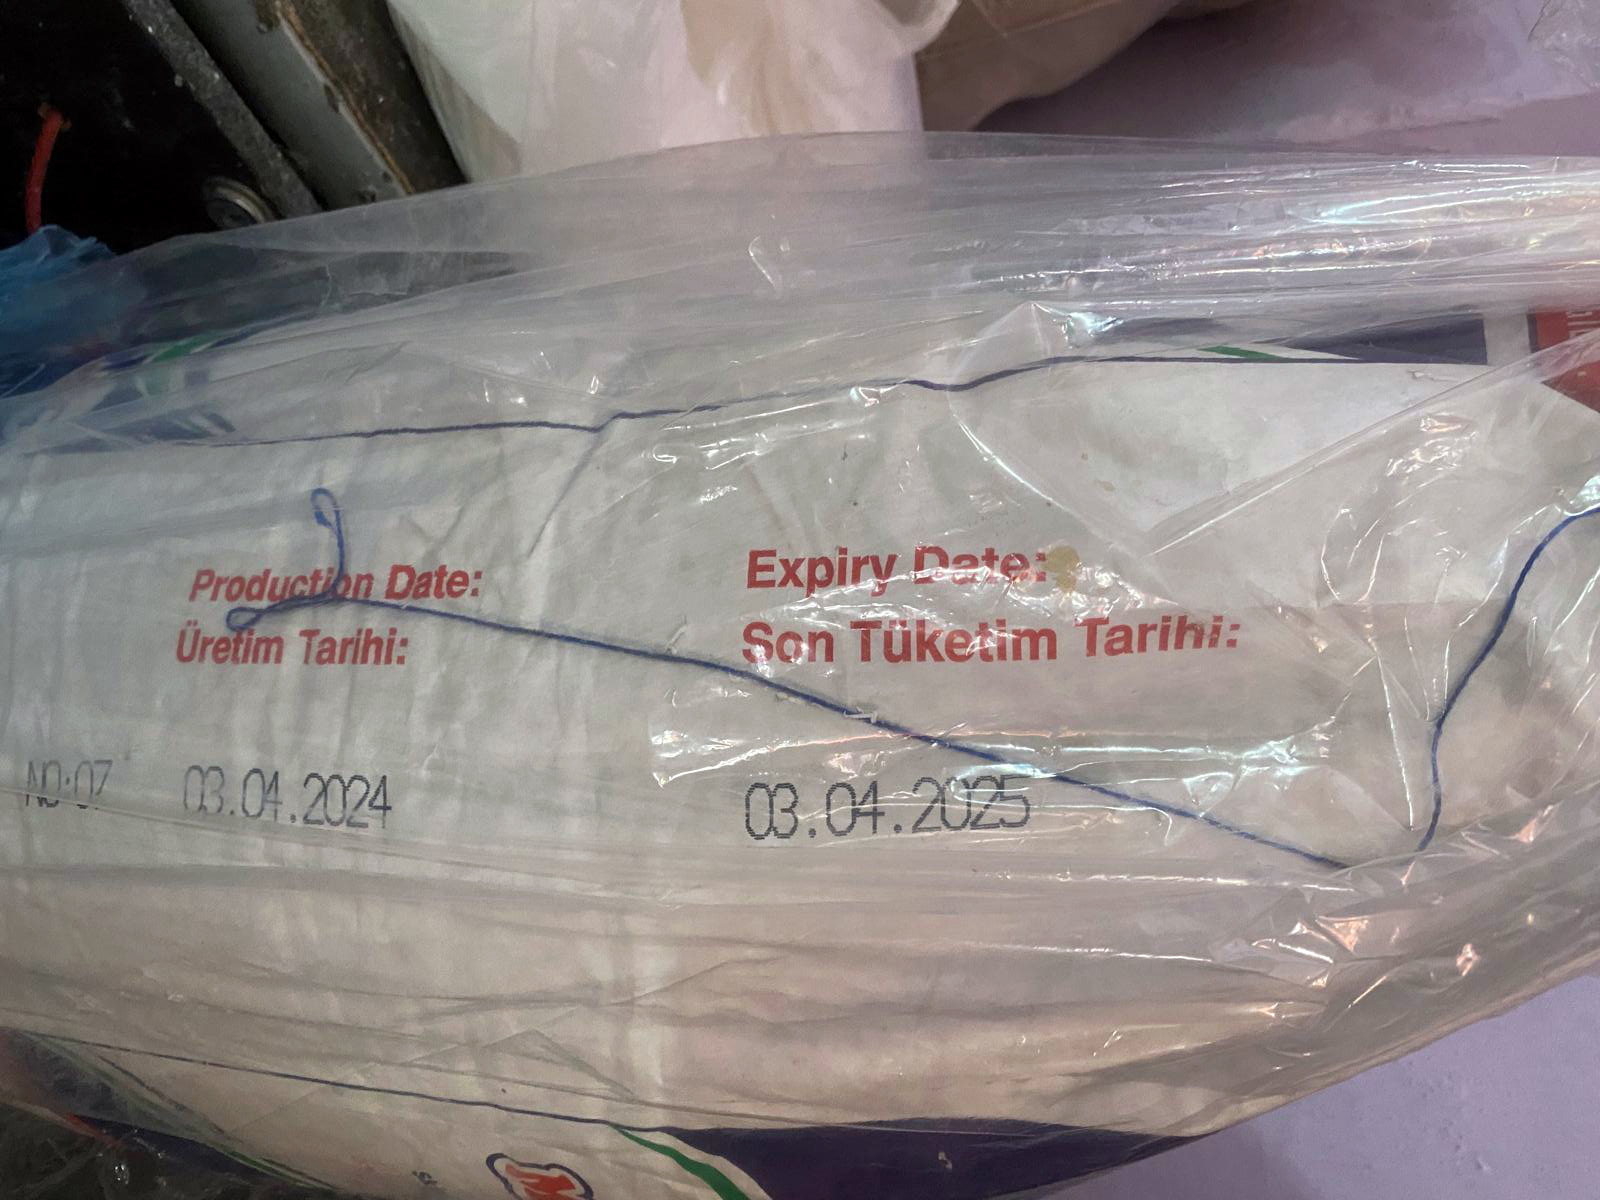 Production Date:
Üretim Tarihi:
Expiry Date:
Son Tüketim Tarihi:
NO:07 03.04.2024
03.04.2025